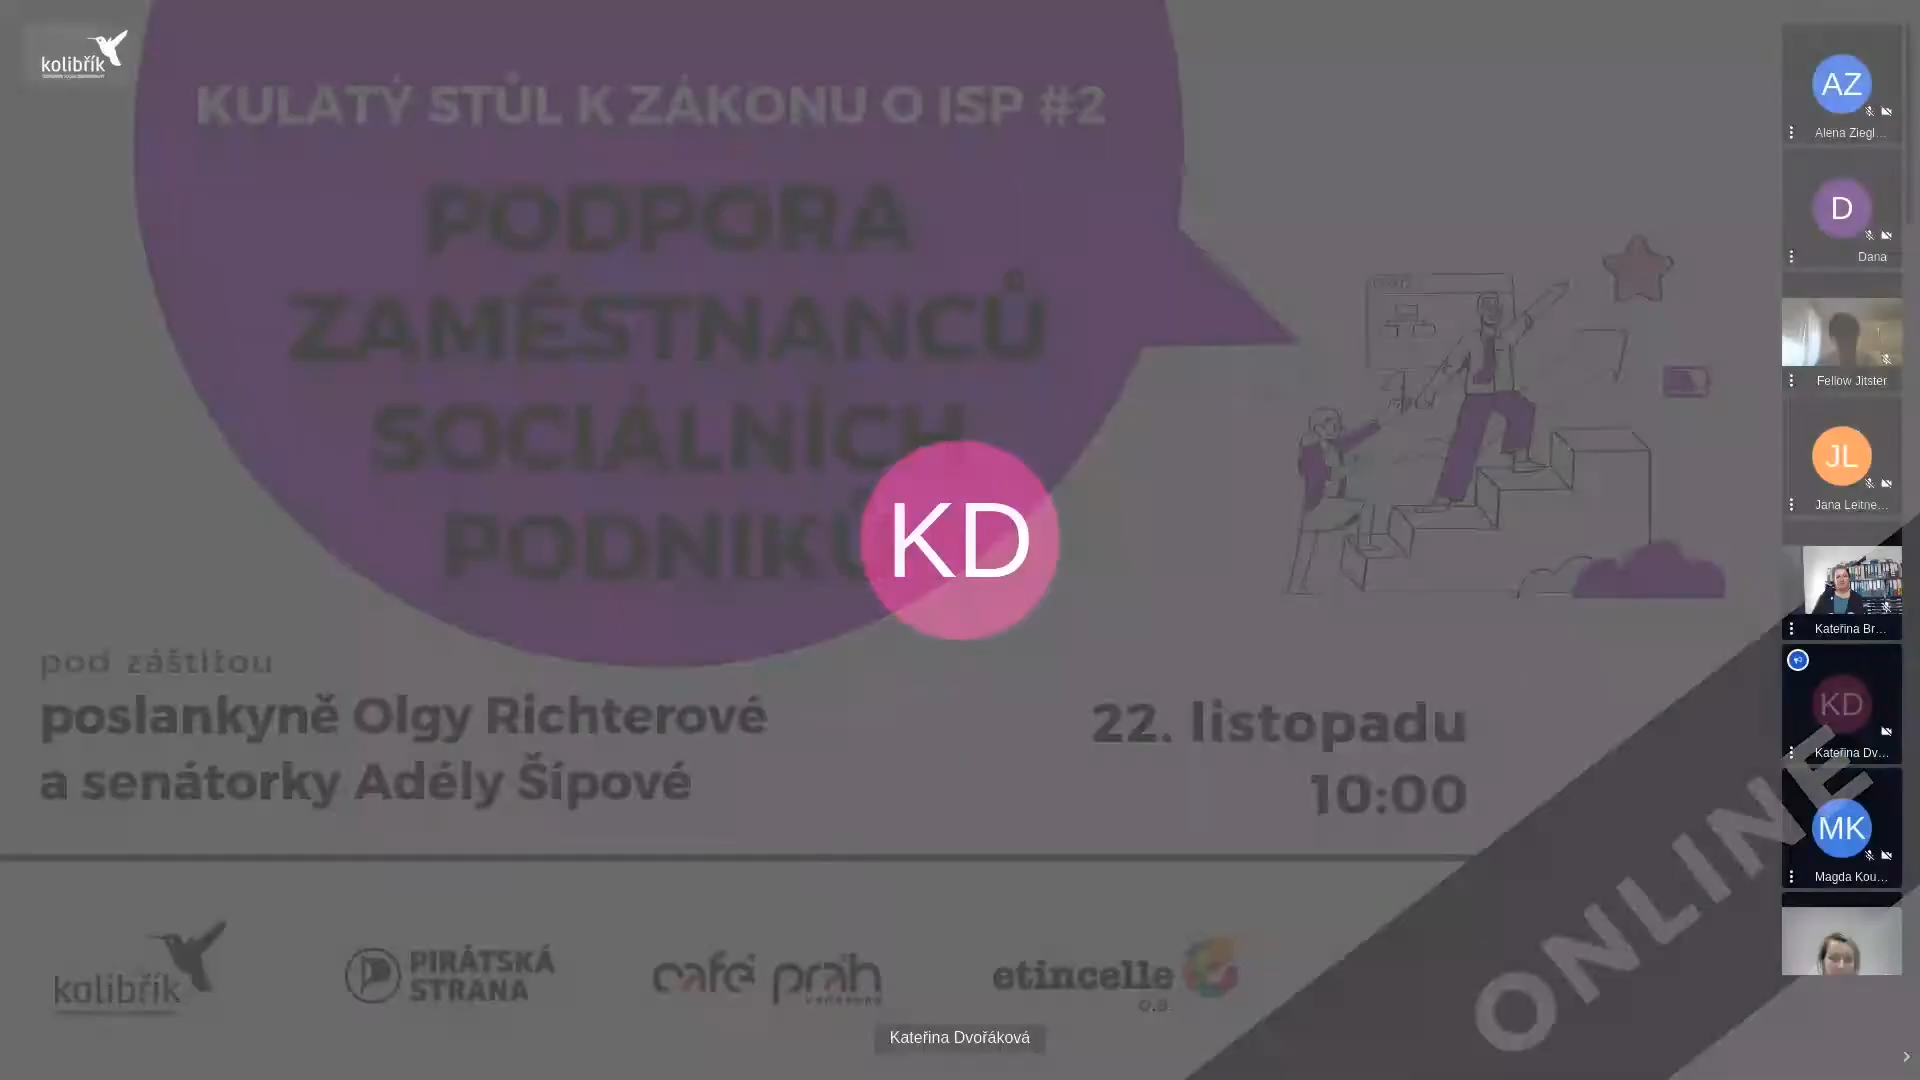 kolibřík
KULATÝ STŮL K ZÁKONU O ISP #2
PODPORA
ZAMĚSTNANCŮ
SOCIÁLNÍCH
PODNIKŮ
KD
pod záštitou
poslankyně Olgy Richterové
a senátorky Adély Šípové
22. listopadu
10:00
ONLINE
kolibřík
PIRÁTSKÁ
STRANA
café práh
etincelle
o.s.
Kateřina Dvořáková
AZ
Alena Ziegl...
D
Dana
Fellow Jitster
JL
Jana Leitne...
Kateřina Br...
KD
Kateřina Dv...
MK
Magda Kou...